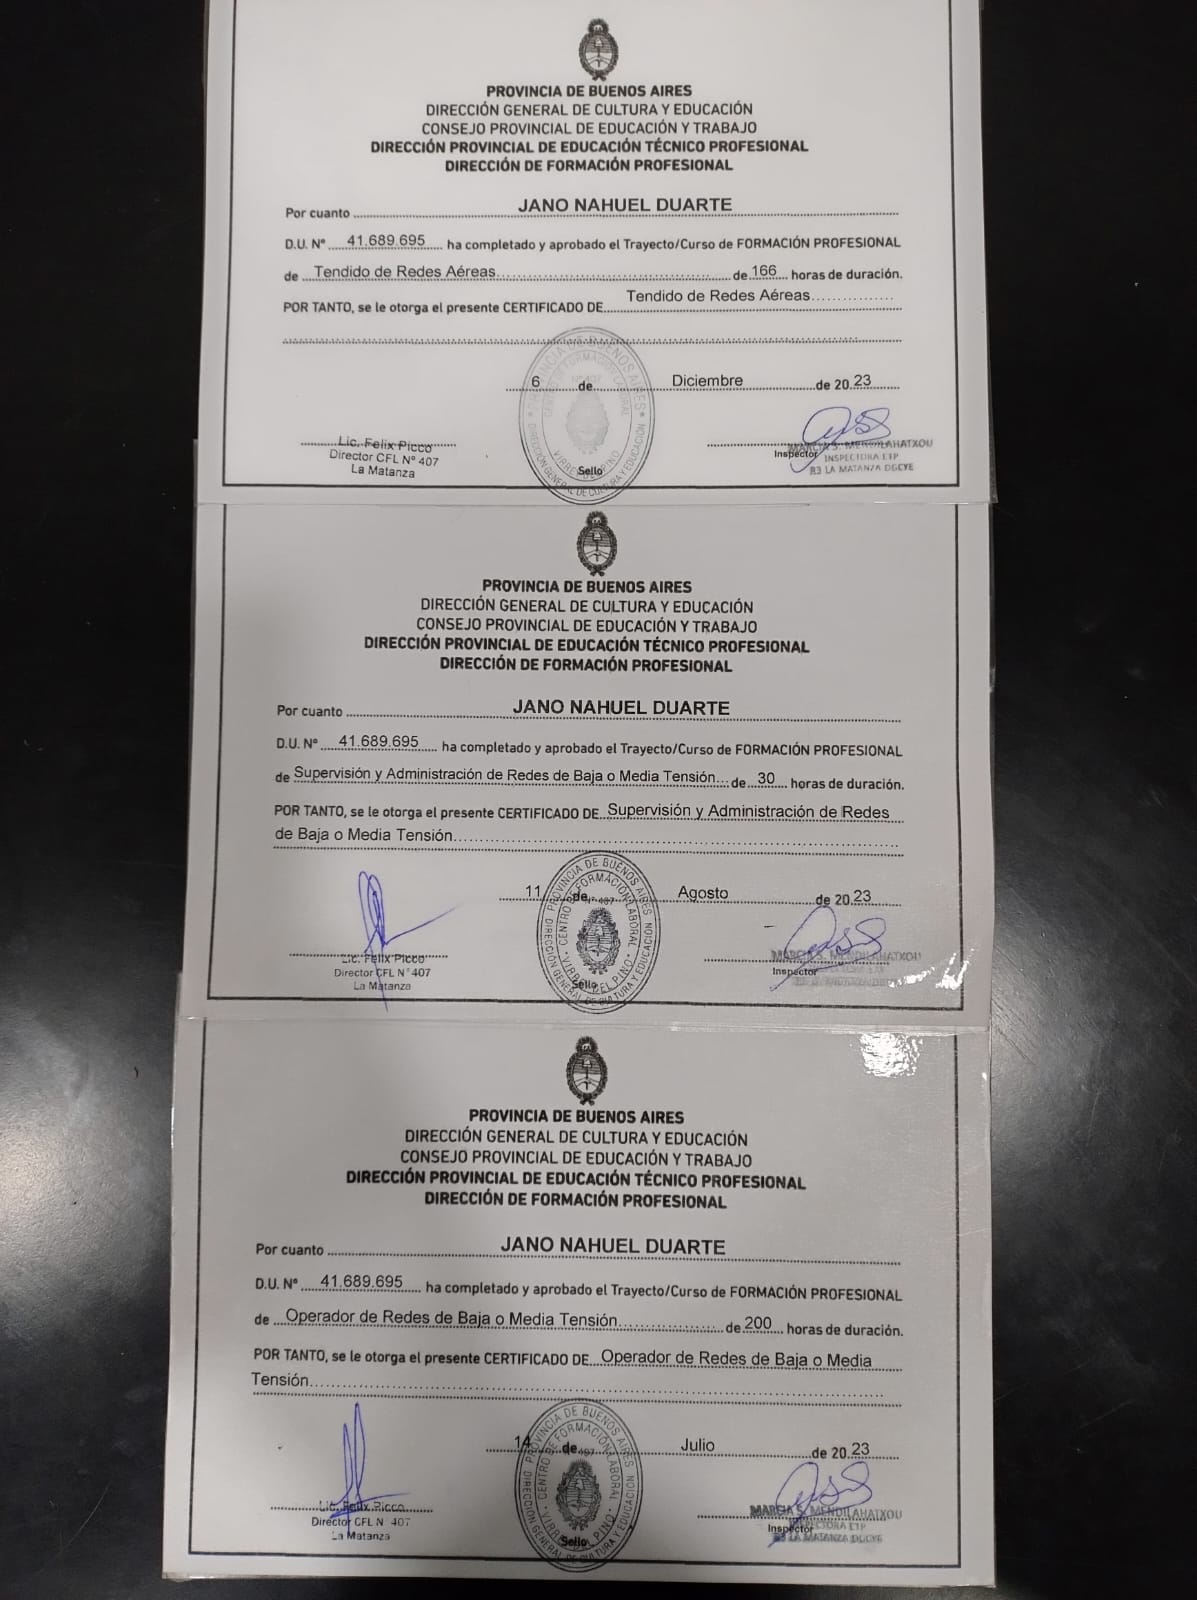 PROVINCIA DE BUENOS AIRES
DIRECCIÓN GENERAL DE CULTURA Y EDUCACIÓN
CONSEJO PROVINCIAL DE EDUCACIÓN Y TRABAJO
DIRECCIÓN PROVINCIAL DE EDUCACIÓN TÉCNICO PROFESIONAL
DIRECCIÓN DE FORMACIÓN PROFESIONAL
Por cuanto JANO NAHUEL DUARTE
D.U. N° 41.689.695 ha completado y aprobado el Trayecto/Curso de FORMACIÓN PROFESIONAL
de Tendido de Redes Aéreas de 166 horas de duración.
POR TANTO, se le otorga el presente CERTIFICADO DE Tendido de Redes Aéreas
6 de Diciembre de 2023
Lic. Felix Picco
Director CFL N° 407
La Matanza
PROVINCIA DE BUENOS AIRES
CENTRO DE FORMACIÓN LABORAL
N° 407
VIRREY DEL PINO
DIRECCIÓN GENERAL DE CULTURA Y EDUCACIÓN
Sello
MARCIA S. MENDILAHATXOU
Inspector INSPECTORA ETP
R3 LA MATANZA DGCYE
PROVINCIA DE BUENOS AIRES
DIRECCIÓN GENERAL DE CULTURA Y EDUCACIÓN
CONSEJO PROVINCIAL DE EDUCACIÓN Y TRABAJO
DIRECCIÓN PROVINCIAL DE EDUCACIÓN TÉCNICO PROFESIONAL
DIRECCIÓN DE FORMACIÓN PROFESIONAL
Por cuanto JANO NAHUEL DUARTE
D.U. N° 41.689.695 ha completado y aprobado el Trayecto/Curso de FORMACIÓN PROFESIONAL
de Supervisión y Administración de Redes de Baja o Media Tensión de 30 horas de duración.
POR TANTO, se le otorga el presente CERTIFICADO DE Supervisión y Administración de Redes
de Baja o Media Tensión
11 de Agosto de 2023
Lic. Felix Picco
Director CFL N° 407
La Matanza
PROVINCIA DE BUENOS AIRES
CENTRO DE FORMACIÓN LABORAL
N° 407
VIRREY DEL PINO
DIRECCIÓN GENERAL DE CULTURA Y EDUCACIÓN
Sello
MARCIA S. MENDILAHATXOU
Inspector
PROVINCIA DE BUENOS AIRES
DIRECCIÓN GENERAL DE CULTURA Y EDUCACIÓN
CONSEJO PROVINCIAL DE EDUCACIÓN Y TRABAJO
DIRECCIÓN PROVINCIAL DE EDUCACIÓN TÉCNICO PROFESIONAL
DIRECCIÓN DE FORMACIÓN PROFESIONAL
Por cuanto JANO NAHUEL DUARTE
D.U. N° 41.689.695 ha completado y aprobado el Trayecto/Curso de FORMACIÓN PROFESIONAL
de Operador de Redes de Baja o Media Tensión de 200 horas de duración.
POR TANTO, se le otorga el presente CERTIFICADO DE Operador de Redes de Baja o Media
Tensión
14 de Julio de 2023
Lic. Felix Picco
Director CFL N° 407
La Matanza
PROVINCIA DE BUENOS AIRES
CENTRO DE FORMACIÓN LABORAL
N° 407
VIRREY DEL PINO
DIRECCIÓN GENERAL DE CULTURA Y EDUCACIÓN
Sello
MARCIA S. MENDILAHATXOU
Inspector INSPECTORA ETP
R3 LA MATANZA DGCYE